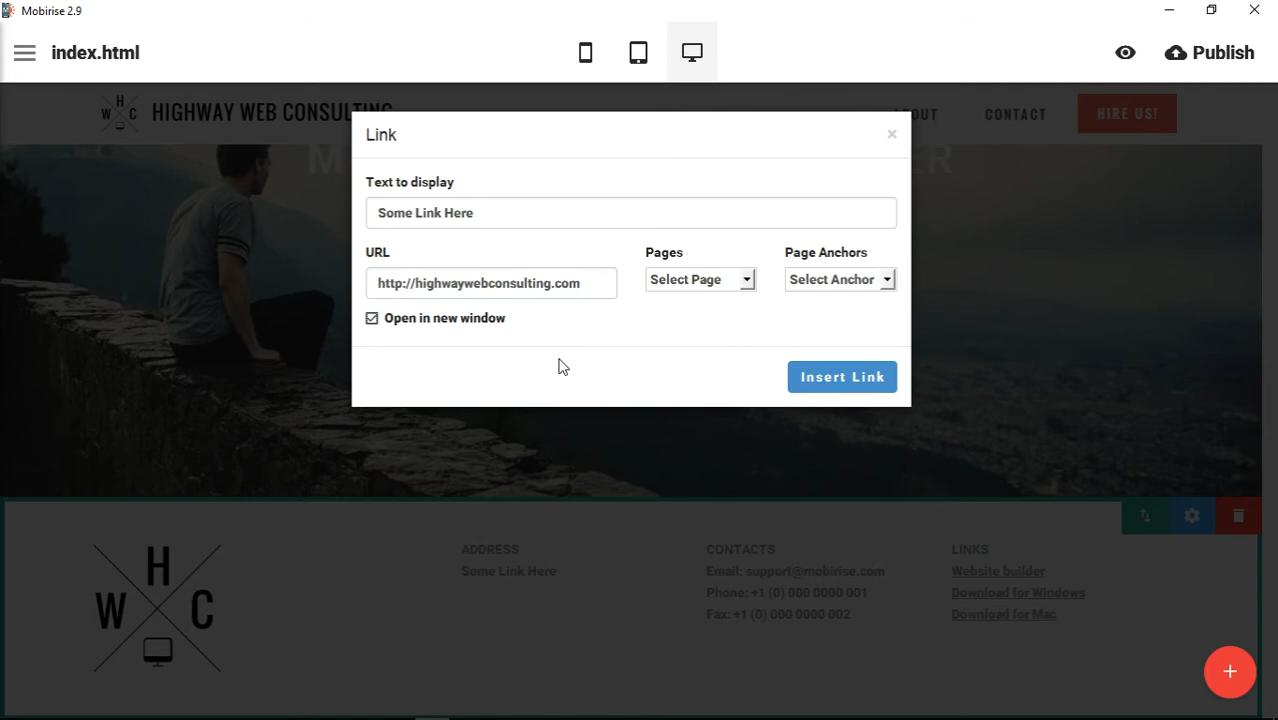 Mobirise 2.9
index.html
Publish
H
W C
HIGHWAY WEB CONSULTING
ABOUT
CONTACT
HIRE US!
M
ER
Link
×
Text to display
Some Link Here
URL
Pages
Page Anchors
http://highwaywebconsulting.com
Select Page
Select Anchor
Open in new window
Insert Link
H
W C
ADDRESS
Some Link Here
CONTACTS
Email: support@mobirise.com
Phone: +1 (0) 000 0000 001
Fax: +1 (0) 000 0000 002
LINKS
Website builder
Download for Windows
Download for Mac
+